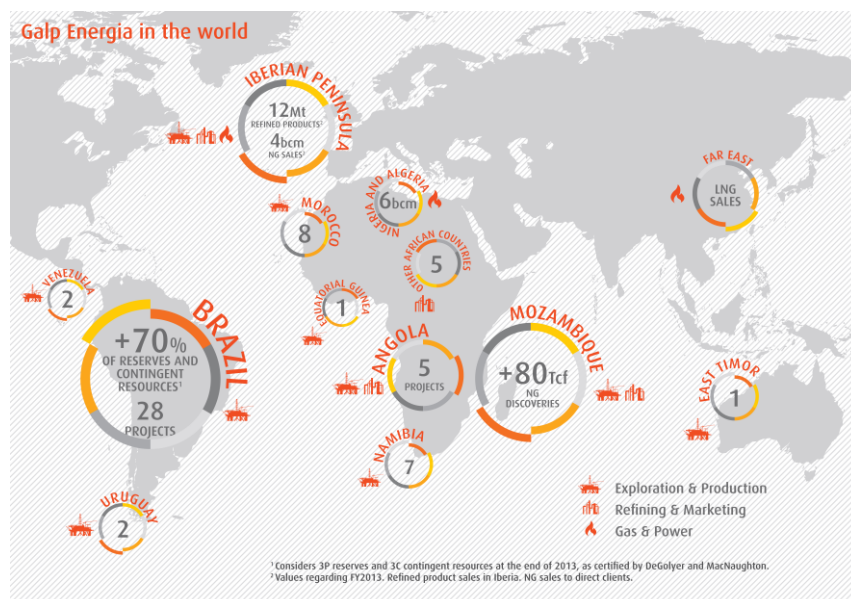 Galp Energia in the world
IBERIAN PENINSULA
12Mt
REFINED PRODUCTS²
4bcm
NG SALES²
NIGERIA AND ALGERIA
6bcm
FAR EAST
LNG
SALES
MOROCCO
8
OTHER AFRICAN COUNTRIES
5
VENEZUELA
2
EQUATORIAL GUINEA
1
BRAZIL
+70%
OF RESERVES AND
CONTINGENT
RESOURCES¹
28
PROJECTS
ANGOLA
5
PROJECTS
MOZAMBIQUE
+80Tcf
NG
DISCOVERIES
EAST TIMOR
1
NAMIBIA
7
URUGUAY
2
Exploration & Production
Refining & Marketing
Gas & Power
¹ Considers 3P reserves and 3C contingent resources at the end of 2013, as certified by DeGolyer and MacNaughton.
² Values regarding FY2013. Refined product sales in Iberia. NG sales to direct clients.